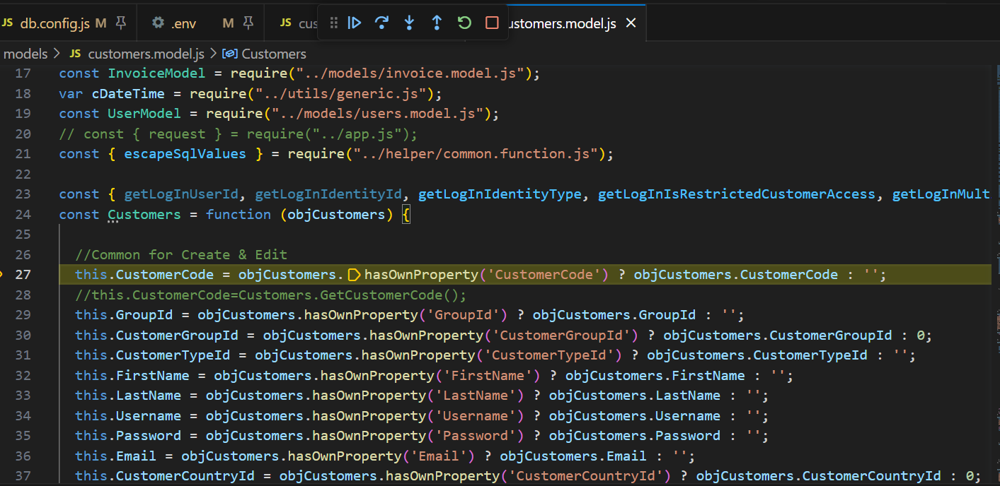 JS db.config.js M .env M JS cus ustomers.model.js
models > JS customers.model.js > Customers
17 const InvoiceModel = require("../models/invoice.model.js");
18 var cDateTime = require("../utils/generic.js");
19 const UserModel = require("../models/users.model.js");
20 // const { request } = require("../app.js");
21 const { escapeSqlValues } = require("../helper/common.function.js");
22
23 const { getLogInUserId, getLogInIdentityId, getLogInIdentityType, getLogInIsRestrictedCustomerAccess, getLogInMult
24 const Customers = function (objCustomers) {
25
26 //Common for Create & Edit
27 this.CustomerCode = objCustomers.hasOwnProperty('CustomerCode') ? objCustomers.CustomerCode : '';
28 //this.CustomerCode=Customers.GetCustomerCode();
29 this.GroupId = objCustomers.hasOwnProperty('GroupId') ? objCustomers.GroupId : '';
30 this.CustomerGroupId = objCustomers.hasOwnProperty('CustomerGroupId') ? objCustomers.CustomerGroupId : 0;
31 this.CustomerTypeId = objCustomers.hasOwnProperty('CustomerTypeId') ? objCustomers.CustomerTypeId : '';
32 this.FirstName = objCustomers.hasOwnProperty('FirstName') ? objCustomers.FirstName : '';
33 this.LastName = objCustomers.hasOwnProperty('LastName') ? objCustomers.LastName : '';
34 this.Username = objCustomers.hasOwnProperty('Username') ? objCustomers.Username : '';
35 this.Password = objCustomers.hasOwnProperty('Password') ? objCustomers.Password : '';
36 this.Email = objCustomers.hasOwnProperty('Email') ? objCustomers.Email : '';
37 this.CustomerCountryId = objCustomers.hasOwnProperty('CustomerCountryId') ? objCustomers.CustomerCountryId : 0;